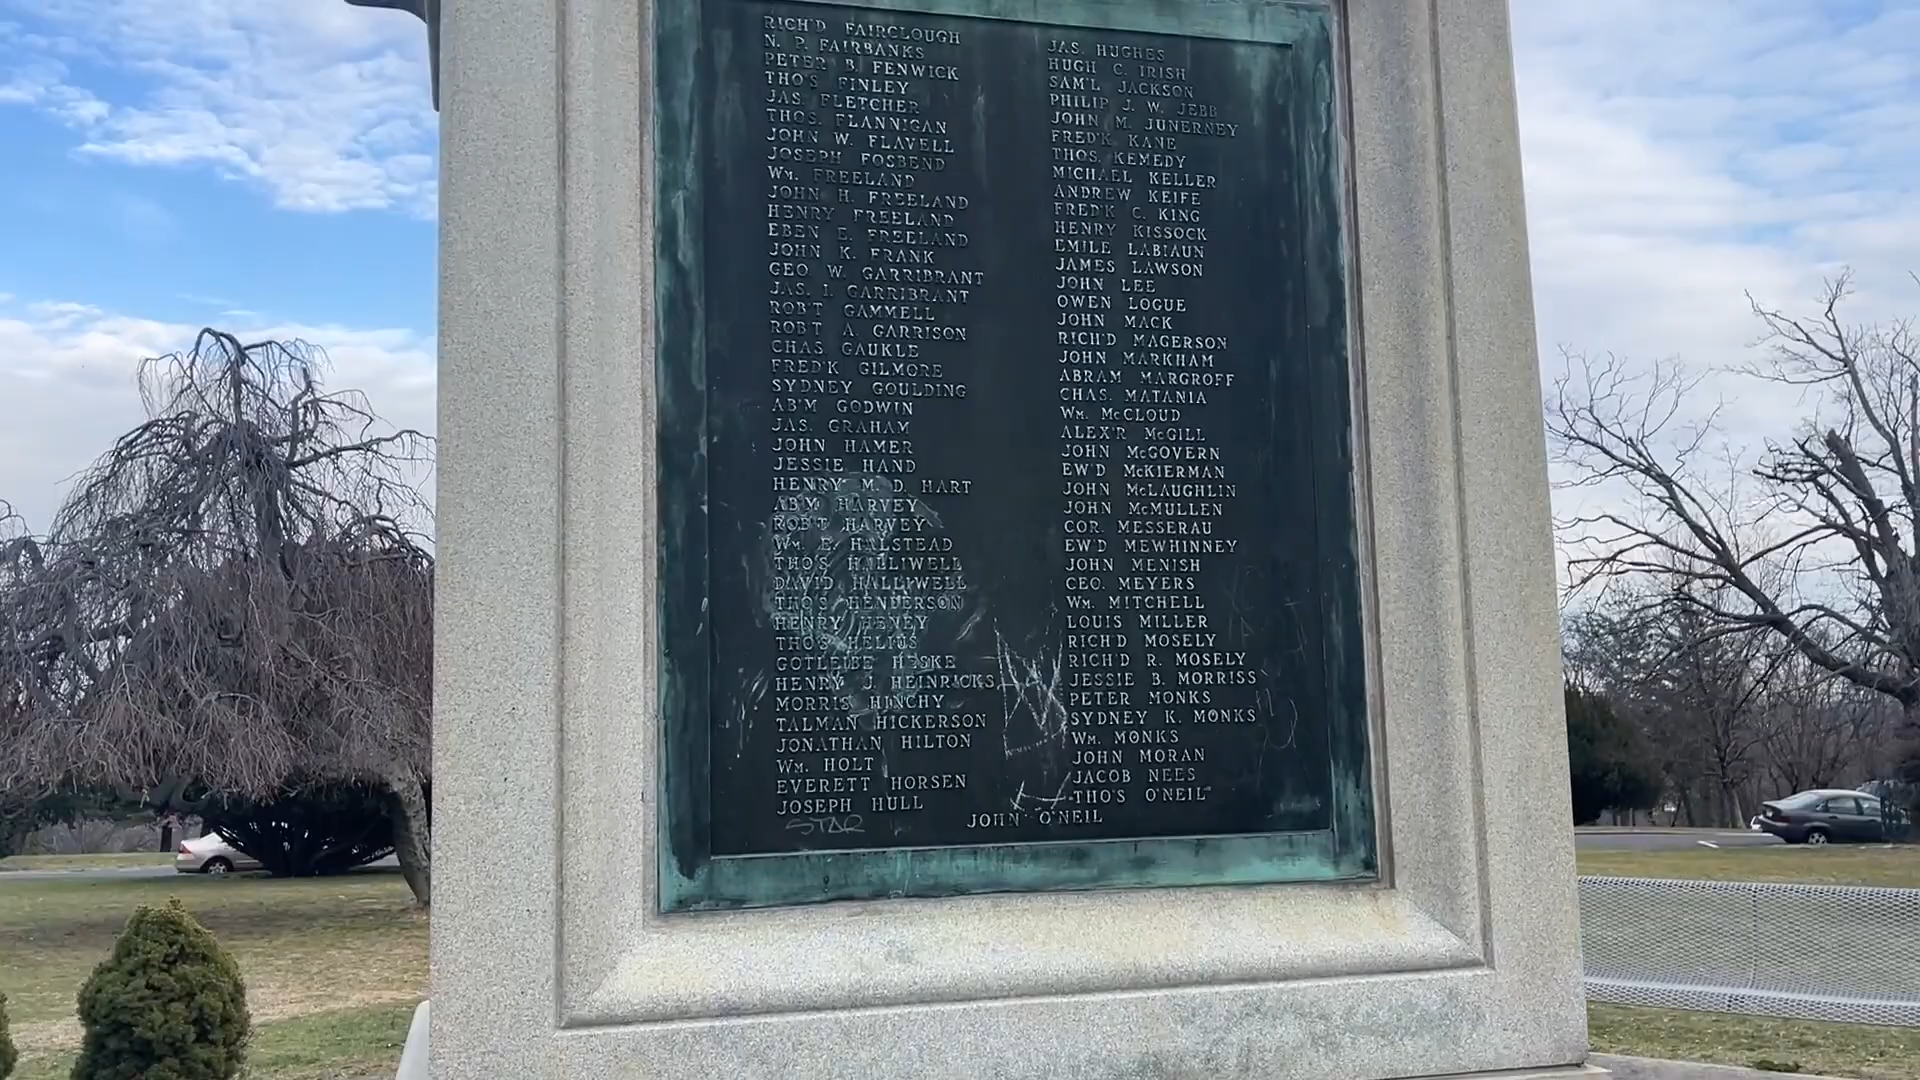 RICH'D FAIRCLOUGH
N. P. FAIRBANKS
PETER B. FENWICK
THO'S FINLEY
JAS. FLETCHER
THOS. FLANNIGAN
JOHN W. FLAVELL
JOSEPH FOSBEND
WM. FREELAND
JOHN H. FREELAND
HENRY FREELAND
EBEN E. FREELAND
JOHN K. FRANK
GEO W. GARRIBRANT
JAS. I. GARRIBRANT
ROB'T GAMMELL
ROB'T A. GARRISON
CHAS GAUKLE
FRED'K GILMORE
SYDNEY GOULDING
AB'M GODWIN
JAS. GRAHAM
JOHN HAMER
JESSIE HAND
HENRY M. D. HART
AB'M HARVEY
ROB'T HARVEY
WM. E. HALSTEAD
THO'S HALLIWELL
DAVID HALLIWELL
THO'S HENDERSON
HENRY HENEY
THO'S HELIUS
GOTLEIBE HESKE
HENRY J. HEINRICKS
MORRIS HINCHY
TALMAN HICKERSON
JONATHAN HILTON
WM. HOLT
EVERETT HORSEN
JOSEPH HULL
STAR
JAS. HUGHES
HUGH C. IRISH
SAM'L JACKSON
PHILIP J. W. JEBB
JOHN M. JUNERNEY
FRED'K KANE
THOS. KEMEDY
MICHAEL KELLER
ANDREW KEIFE
FRED'K C. KING
HENRY KISSOCK
EMILE LABIAUN
JAMES LAWSON
JOHN LEE
OWEN LOGUE
JOHN MACK
RICH'D MAGERSON
JOHN MARKHAM
ABRAM MARGROFF
CHAS. MATANIA
WM. McCLOUD
ALEX'R McGILL
JOHN McGOVERN
EW'D McKIERMAN
JOHN McLAUGHLIN
JOHN McMULLEN
COR. MESSERAU
EW'D MEWHINNEY
JOHN MENISH
CEO. MEYERS
WM. MITCHELL
LOUIS MILLER
RICH'D MOSELY
RICH'D R. MOSELY
JESSIE B. MORRISS
PETER MONKS
SYDNEY K. MONKS
WM. MONKS
JOHN MORAN
JACOB NEES
THO'S O'NEIL
JOHN O'NEIL